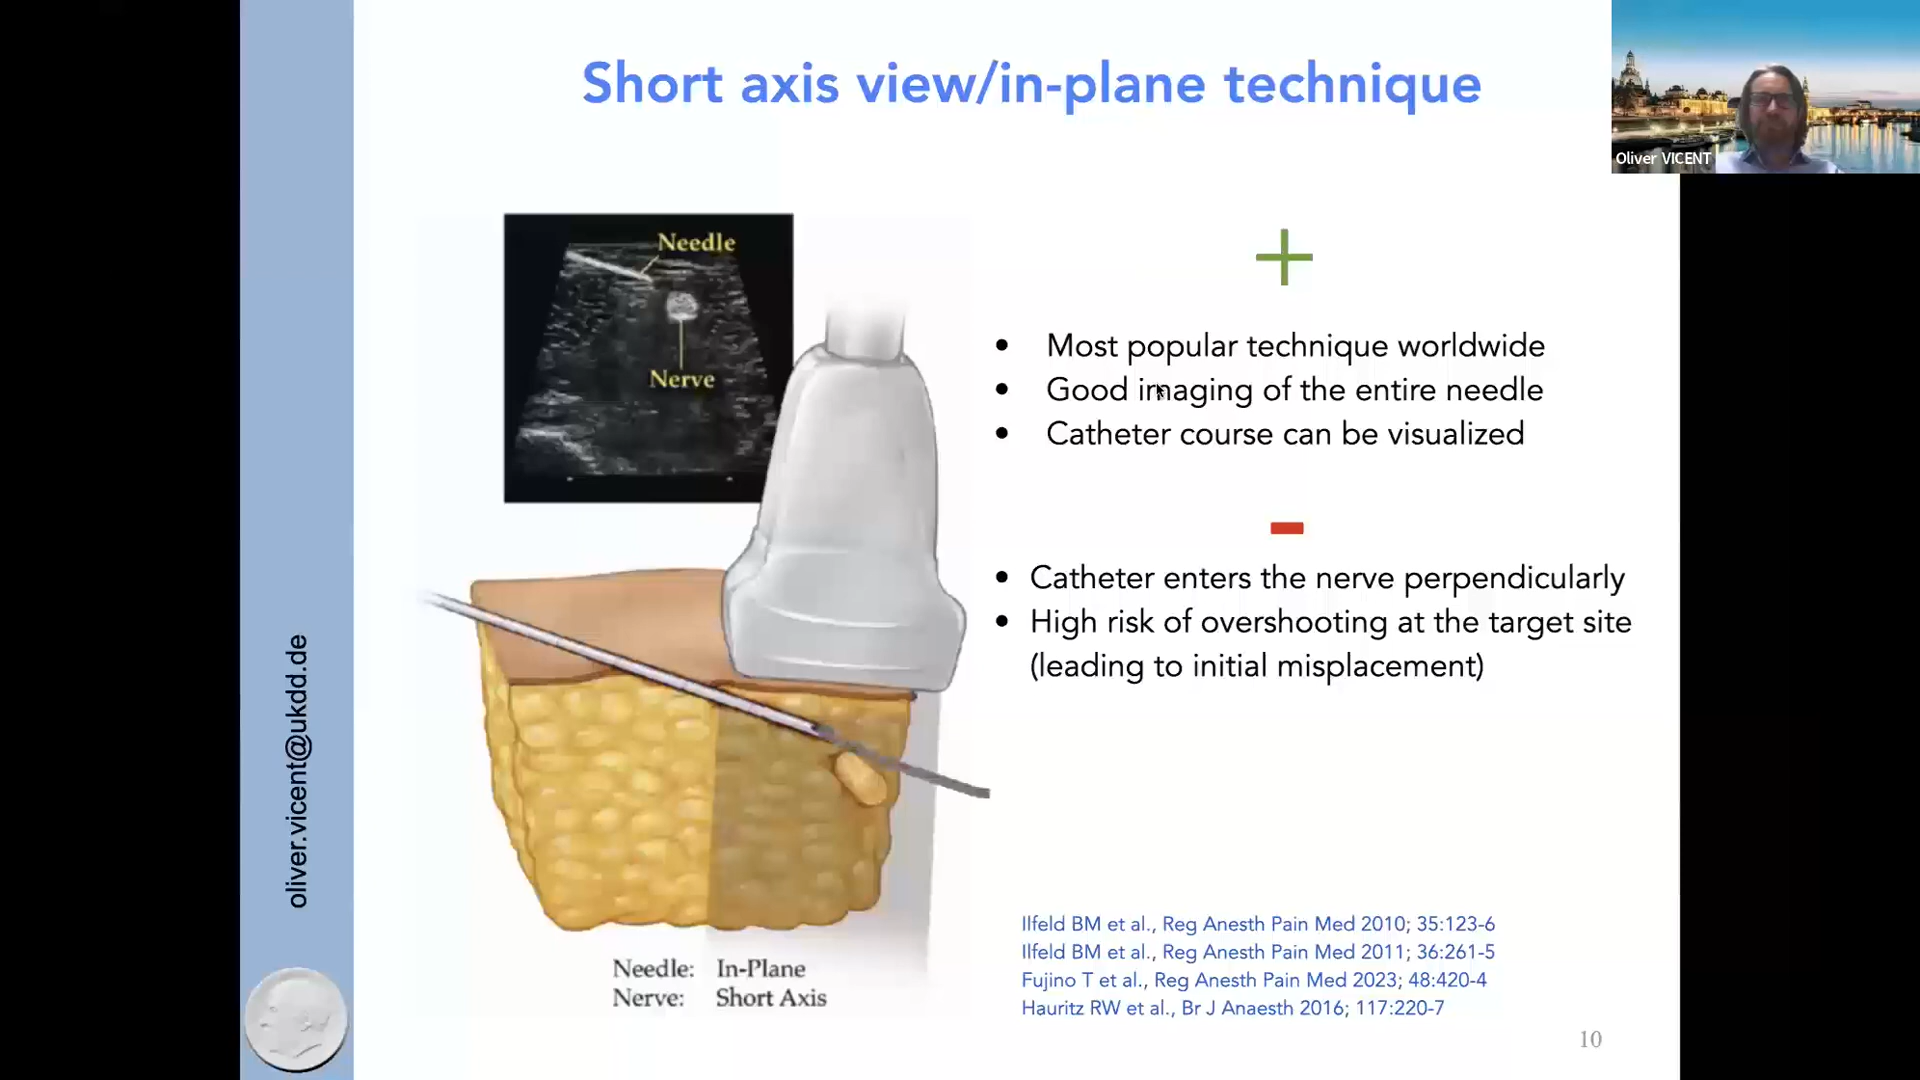 Short axis view/in-plane technique
Oliver VICENT
Needle
Nerve
Most popular technique worldwide
Good imaging of the entire needle
Catheter course can be visualized
Catheter enters the nerve perpendicularly
High risk of overshooting at the target site
(leading to initial misplacement)
oliver.vicent@ukdd.de
Needle: In-Plane
Nerve: Short Axis
Ilfeld BM et al., Reg Anesth Pain Med 2010; 35:123-6
Ilfeld BM et al., Reg Anesth Pain Med 2011; 36:261-5
Fujino T et al., Reg Anesth Pain Med 2023; 48:420-4
Hauritz RW et al., Br J Anaesth 2016; 117:220-7
10